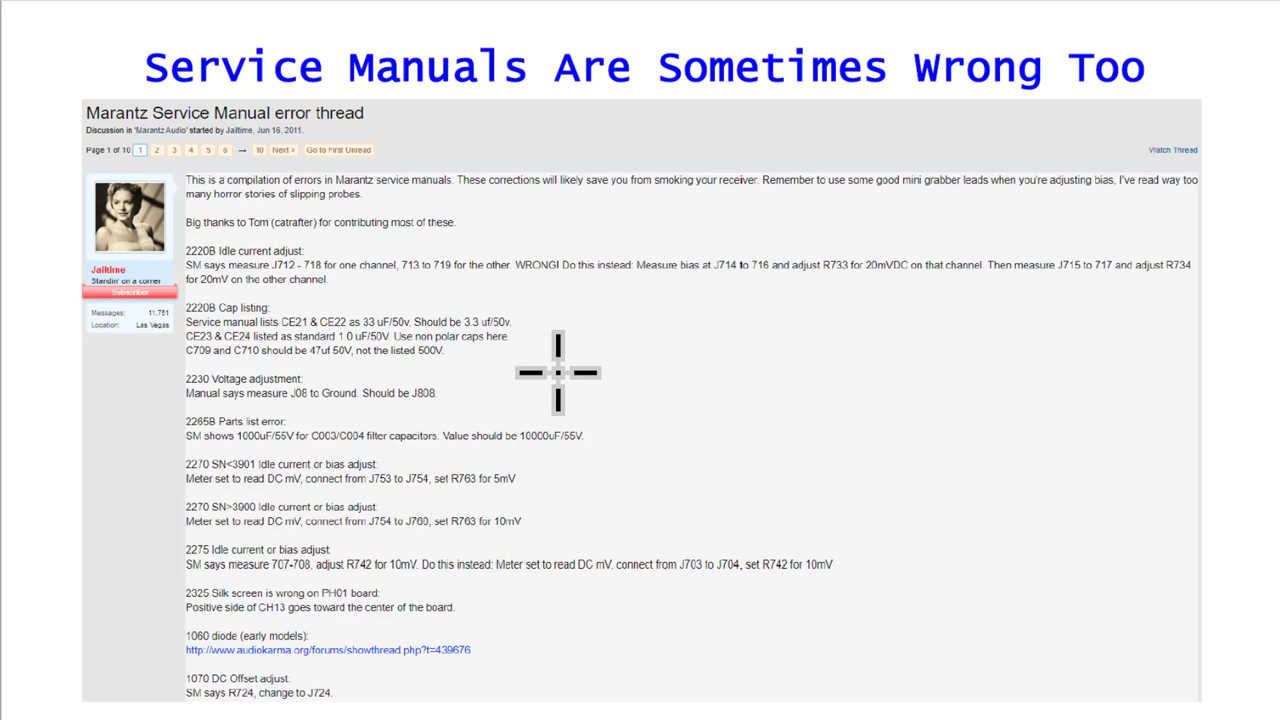 Service Manuals Are Sometimes Wrong Too
Marantz Service Manual error thread
Discussion in 'Marantz Audio' started by Jailtime, Jun 16, 2011.
Page 1 of 10 1 2 3 4 5 6 → 10 Next > Go to First Unread
Watch Thread
This is a compilation of errors in Marantz service manuals. These corrections will likely save you from smoking your receiver. Remember to use some good mini grabber leads when you're adjusting bias, I've read way too
many horror stories of slipping probes.
Big thanks to Tom (catrafter) for contributing most of these.
Jailtime
Standin' on a corner
Subscriber
Messages: 11,751
Location: Las Vegas
2220B Idle current adjust:
SM says measure J712 - 718 for one channel, 713 to 719 for the other. WRONG! Do this instead: Measure bias at J714 to 716 and adjust R733 for 20mVDC on that channel. Then measure J715 to 717 and adjust R734
for 20mV on the other channel.
2220B Cap listing:
Service manual lists CE21 & CE22 as 33 uF/50v. Should be 3.3 uf/50v.
CE23 & CE24 listed as standard 1.0 uF/50V. Use non polar caps here.
C709 and C710 should be 47uf 50V, not the listed 500V.
2230 Voltage adjustment:
Manual says measure J08 to Ground. Should be J808.
2265B Parts list error:
SM shows 1000uF/55V for C003/C004 filter capacitors. Value should be 10000uF/55V.
2270 SN<3901 Idle current or bias adjust:
Meter set to read DC mV, connect from J753 to J754, set R763 for 5mV
2270 SN>3900 Idle current or bias adjust:
Meter set to read DC mV, connect from J754 to J760, set R763 for 10mV
2275 Idle current or bias adjust:
SM says measure 707-708, adjust R742 for 10mV. Do this instead: Meter set to read DC mV, connect from J703 to J704, set R742 for 10mV
2325 Silk screen is wrong on PH01 board:
Positive side of CH13 goes toward the center of the board.
1060 diode (early models):
http://www.audiokarma.org/forums/showthread.php?t=439676
1070 DC Offset adjust:
SM says R724, change to J724.